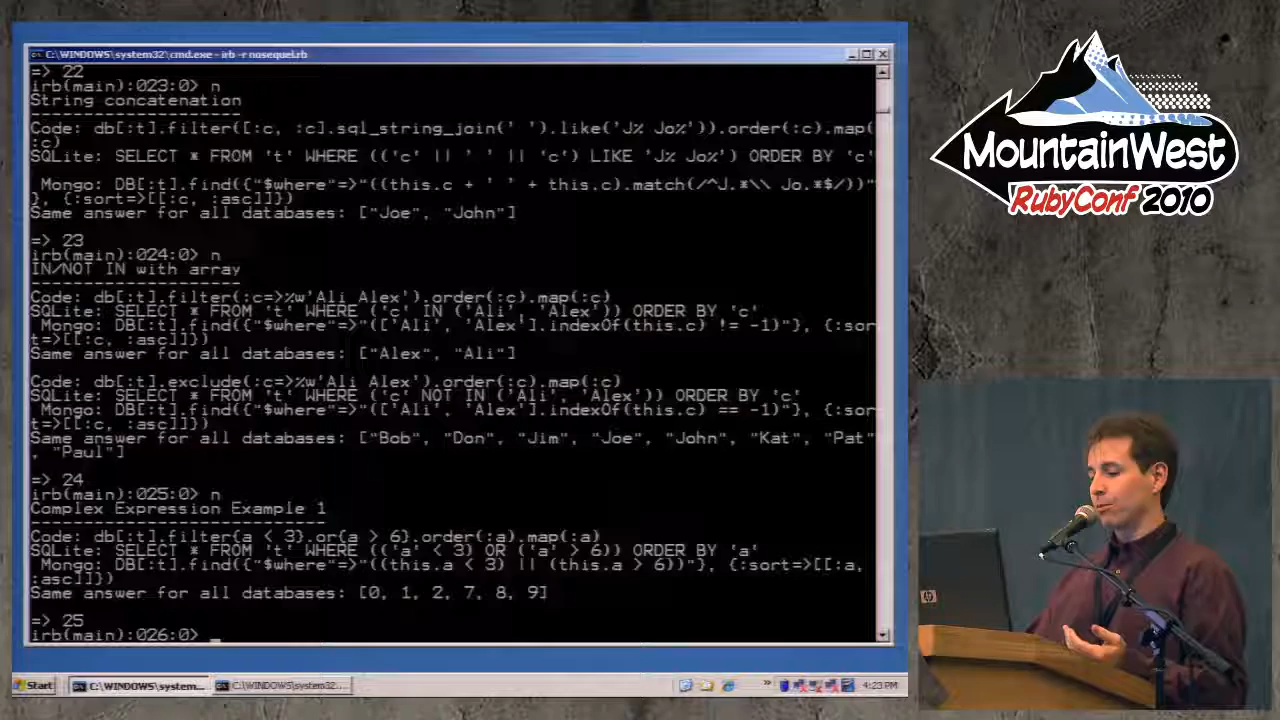 C:\WINDOWS\system32\cmd.exe - irb -r nosequel.rb
=> 22
irb(main):023:0> n
String concatenation
--------------------
Code: db[:t].filter([:c, :c].sql_string_join(' ').like('J% Jo%')).order(:c).map(
:c)
SQLite: SELECT * FROM 't' WHERE (('c' || ' ' || 'c') LIKE 'J% Jo%') ORDER BY 'c'
Mongo: DB[:t].find({"$where"=>"((this.c + ' ' + this.c).match(/^J.*\\ Jo.*$/))"
}, {:sort=>[[:c, :asc]]})
Same answer for all databases: ["Joe", "John"]
=> 23
irb(main):024:0> n
IN/NOT IN with array
--------------------
Code: db[:t].filter(:c=>%w'Ali Alex').order(:c).map(:c)
SQLite: SELECT * FROM 't' WHERE ('c' IN ('Ali', 'Alex')) ORDER BY 'c'
Mongo: DB[:t].find({"$where"=>"(['Ali', 'Alex'].indexOf(this.c) != -1)"}, {:sor
t=>[[:c, :asc]]})
Same answer for all databases: ["Alex", "Ali"]
Code: db[:t].exclude(:c=>%w'Ali Alex').order(:c).map(:c)
SQLite: SELECT * FROM 't' WHERE ('c' NOT IN ('Ali', 'Alex')) ORDER BY 'c'
Mongo: DB[:t].find({"$where"=>"(['Ali', 'Alex'].indexOf(this.c) == -1)"}, {:sor
t=>[[:c, :asc]]})
Same answer for all databases: ["Bob", "Don", "Jim", "Joe", "John", "Kat", "Pat"
, "Paul"]
=> 24
irb(main):025:0> n
Complex Expression Example 1
----------------------------
Code: db[:t].filter{a < 3}.or{a > 6}.order(:a).map(:a)
SQLite: SELECT * FROM 't' WHERE (('a' < 3) OR ('a' > 6)) ORDER BY 'a'
Mongo: DB[:t].find({"$where"=>"((this.a < 3) || (this.a > 6))"}, {:sort=>[[:a,
:asc]]})
Same answer for all databases: [0, 1, 2, 7, 8, 9]
=> 25
irb(main):026:0> _
Start C:\WINDOWS\system... C:\WINDOWS\system32... » 4:23 PM
MountainWest
RubyConf 2010
hp